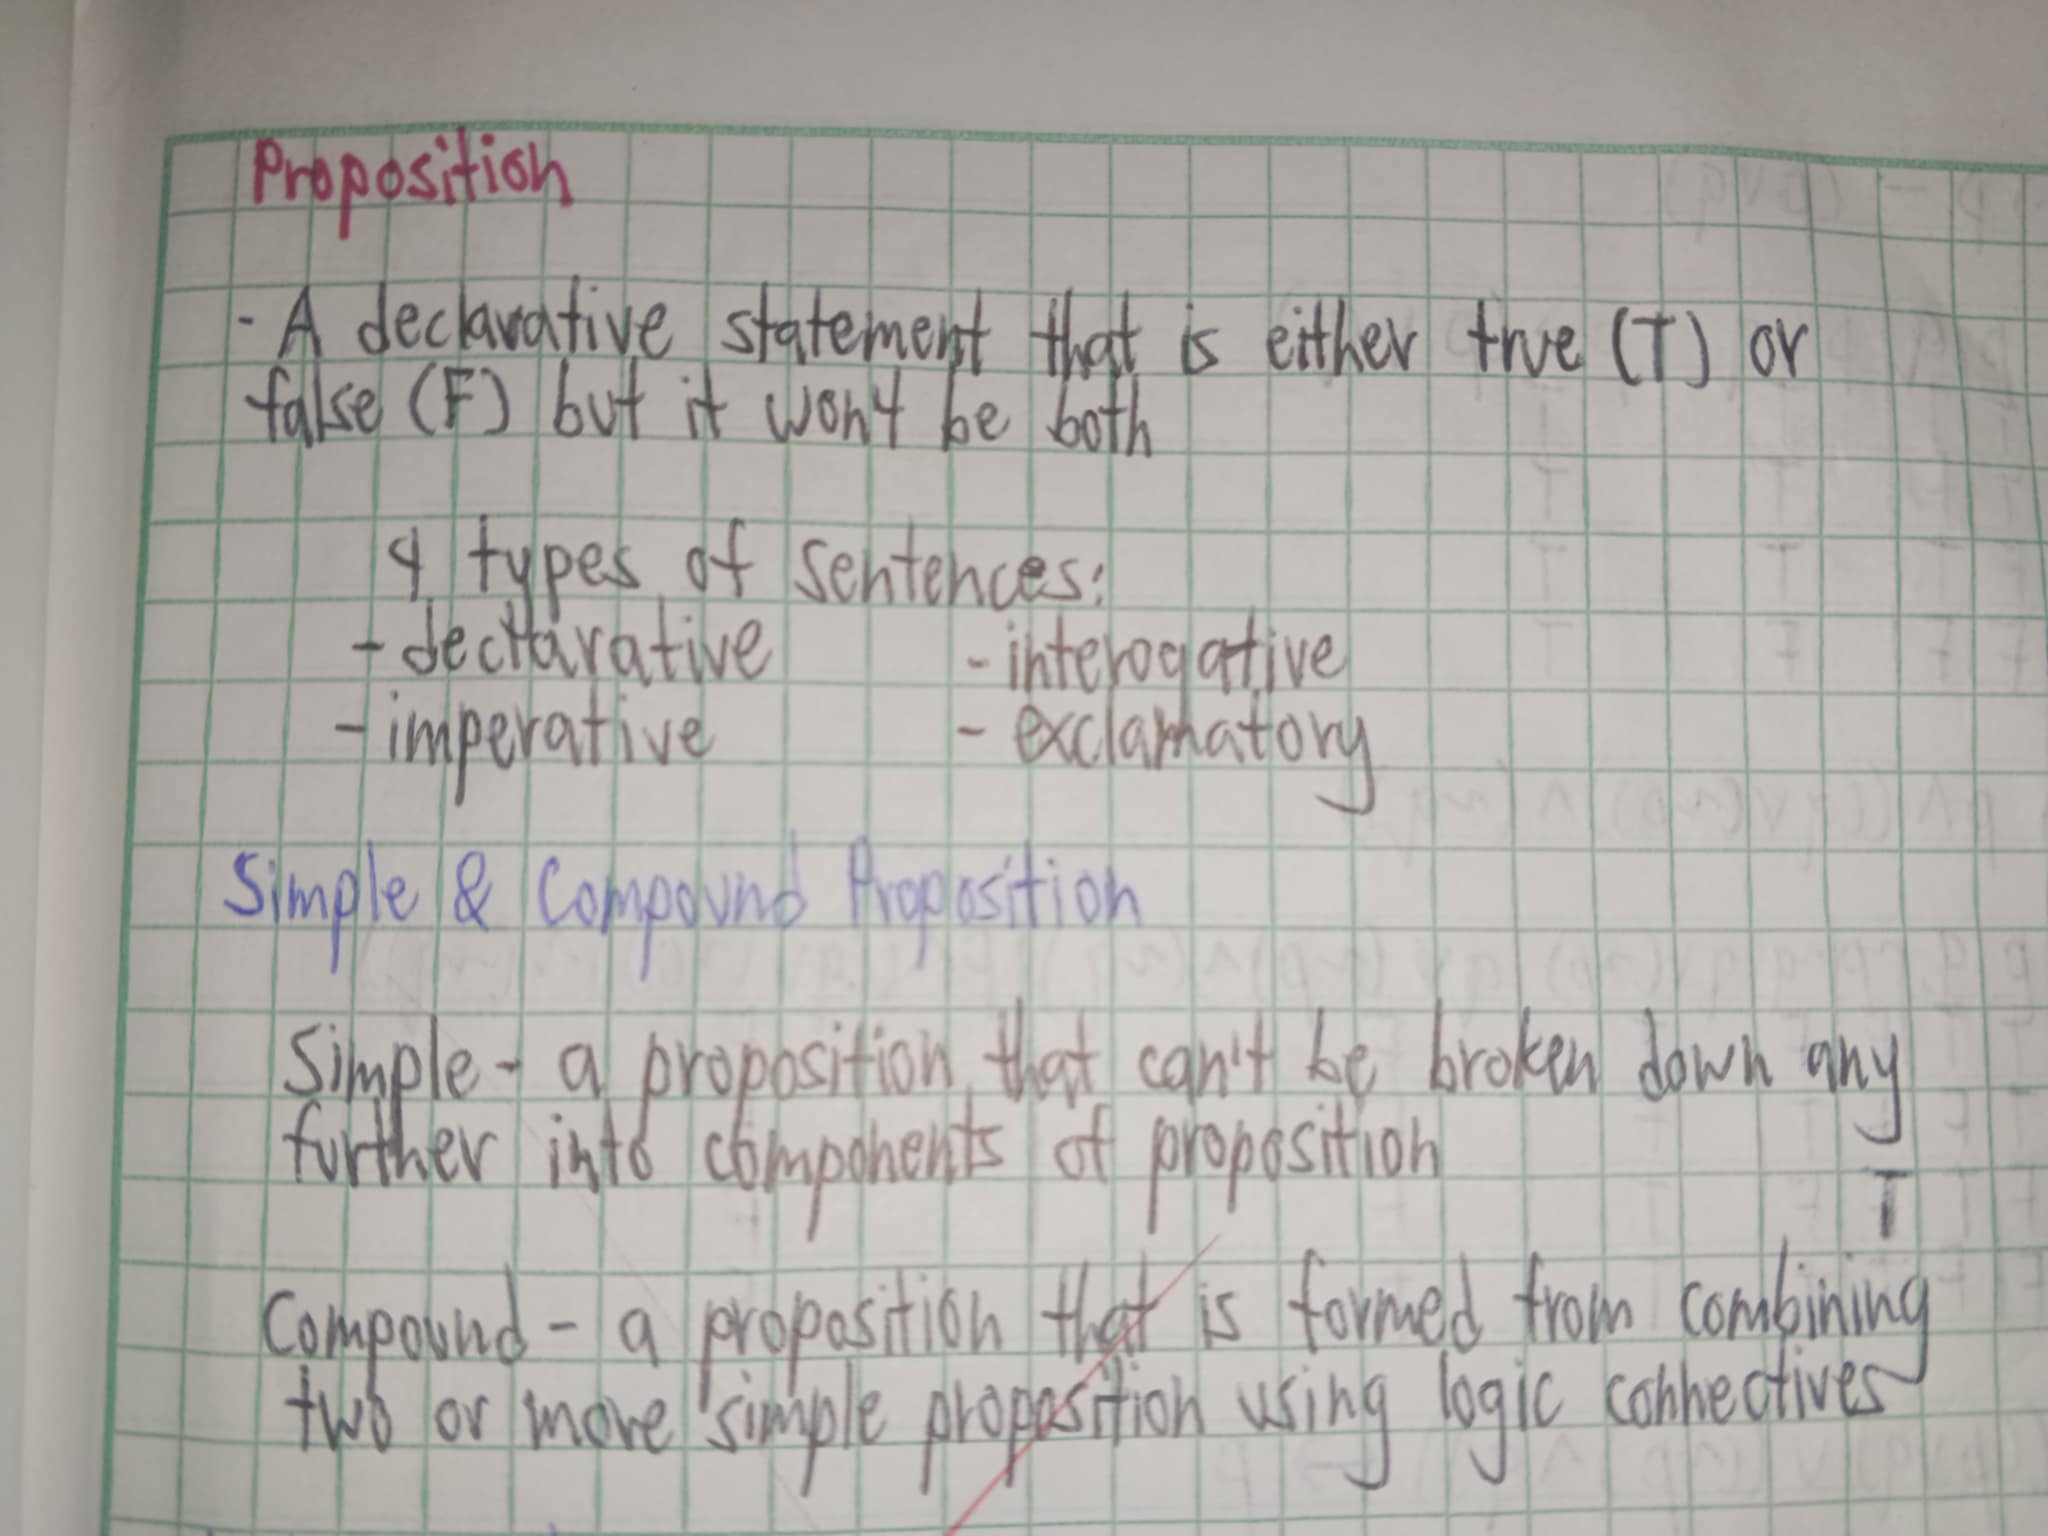 Proposition
- A declarative statement that is either true (T) or
false (F) but it won't be both
4 types of sentences:
- declarative - interogative
- imperative - exclamatory
Simple & Compound Proposition
Simple - a proposition that can't be broken down any
further into components of proposition
T
Compound - a proposition that is formed from combining
two or more simple proposition using logic connectives